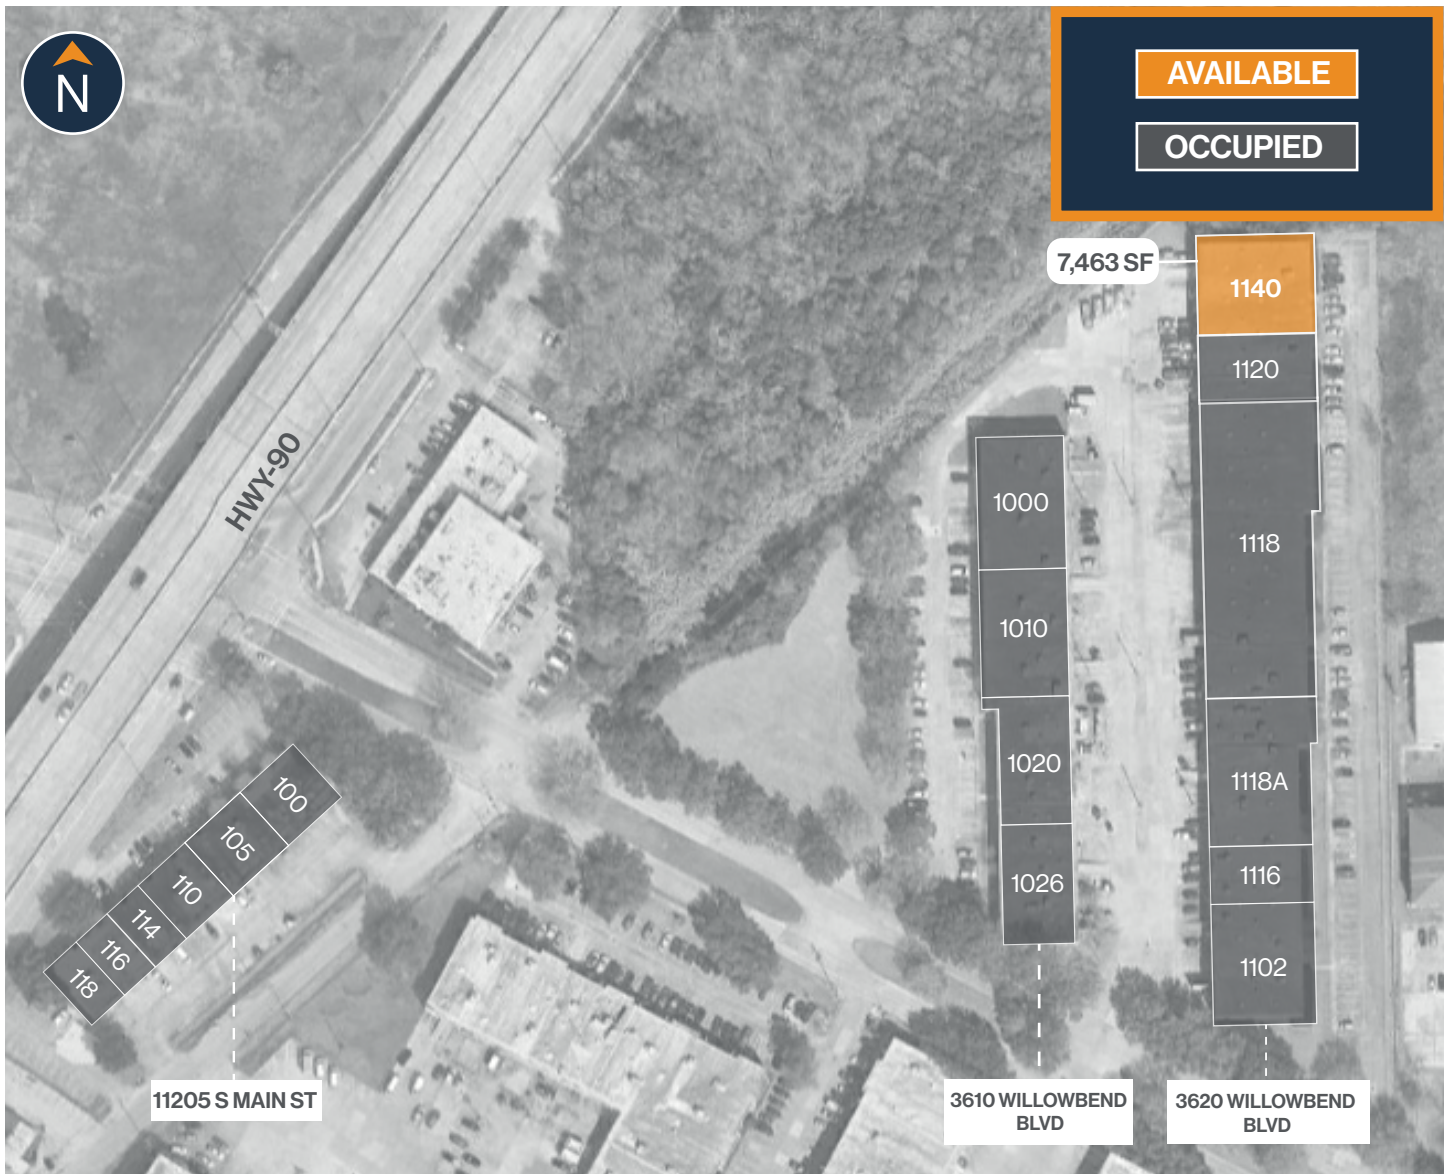 N
AVAILABLE
OCCUPIED
7,463 SF
1140
1120
1118
1118A
1116
1102
1000
1010
1020
1026
HWY-90
100
105
110
114
116
118
11205 S MAIN ST
3610 WILLOWBEND
BLVD
3620 WILLOWBEND
BLVD